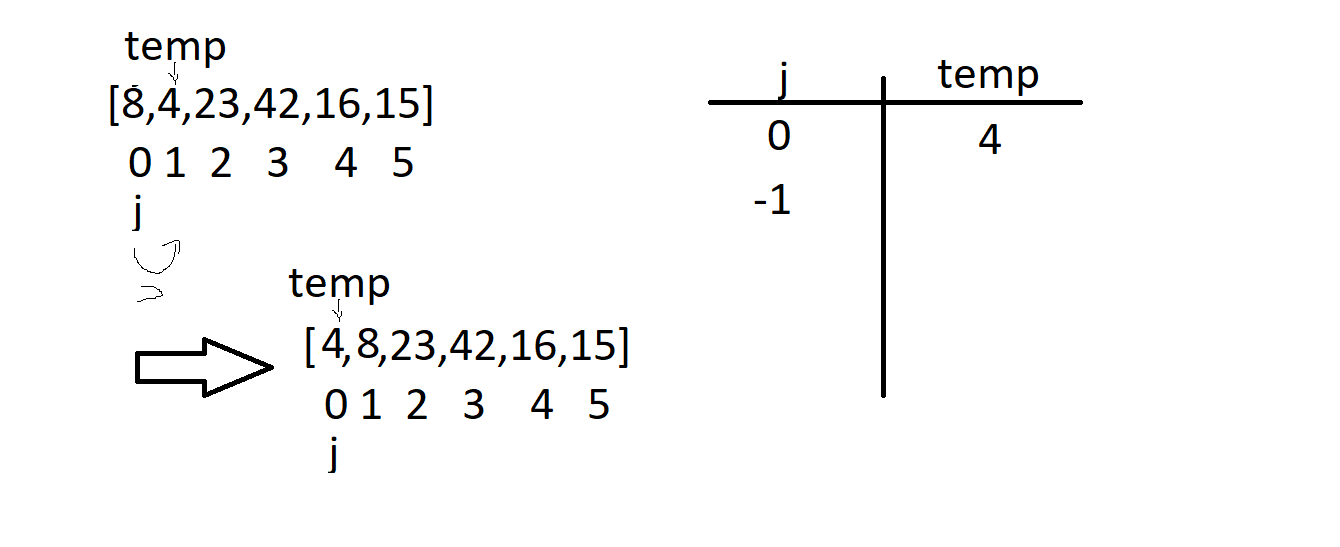 temp
[8,4,23,42,16,15]
0 1 2 3 4 5
j
temp
[4,8,23,42,16,15]
0 1 2 3 4 5
j
j temp
0 4
-1